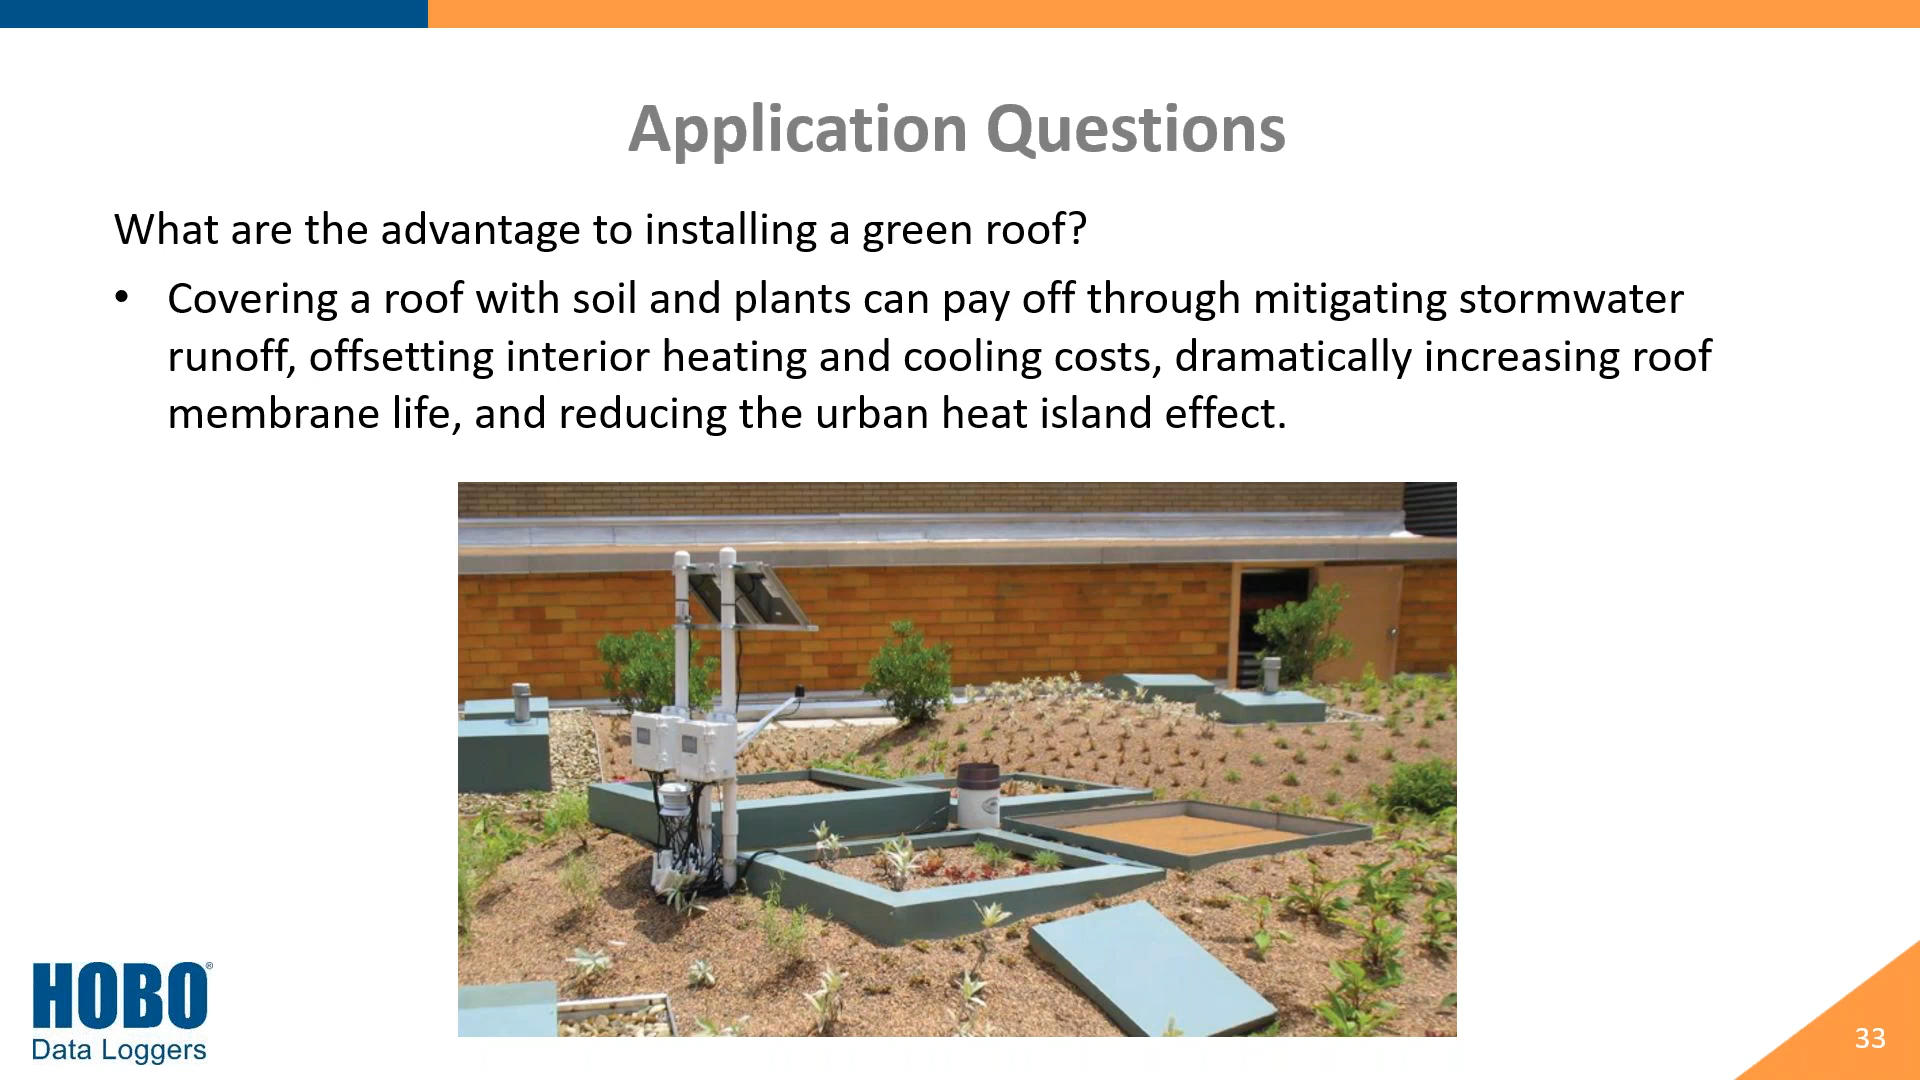 Application Questions
What are the advantage to installing a green roof?
• Covering a roof with soil and plants can pay off through mitigating stormwater
runoff, offsetting interior heating and cooling costs, dramatically increasing roof
membrane life, and reducing the urban heat island effect.
HOBO®
Data Loggers
33